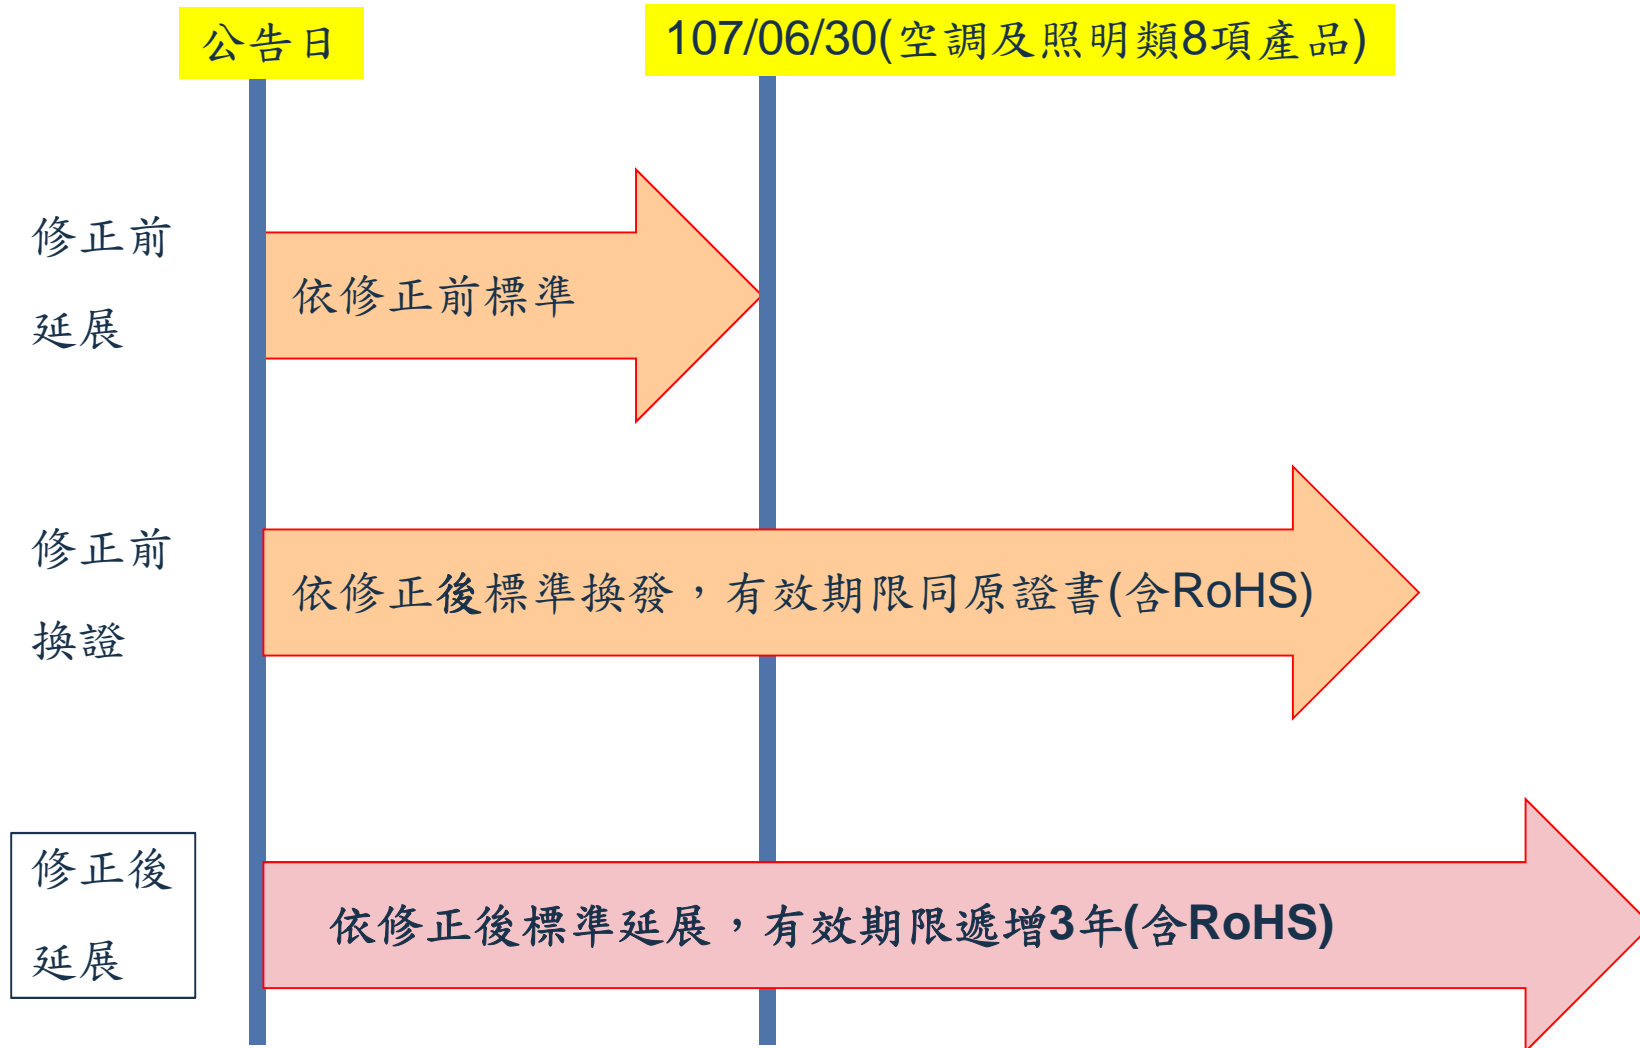 公告日
107/06/30(空調及照明類8項產品)
修正前
延展
依修正前標準
修正前
換證
依修正後標準換發，有效期限同原證書(含RoHS)
修正後
延展
依修正後標準延展，有效期限遞增3年(含RoHS)